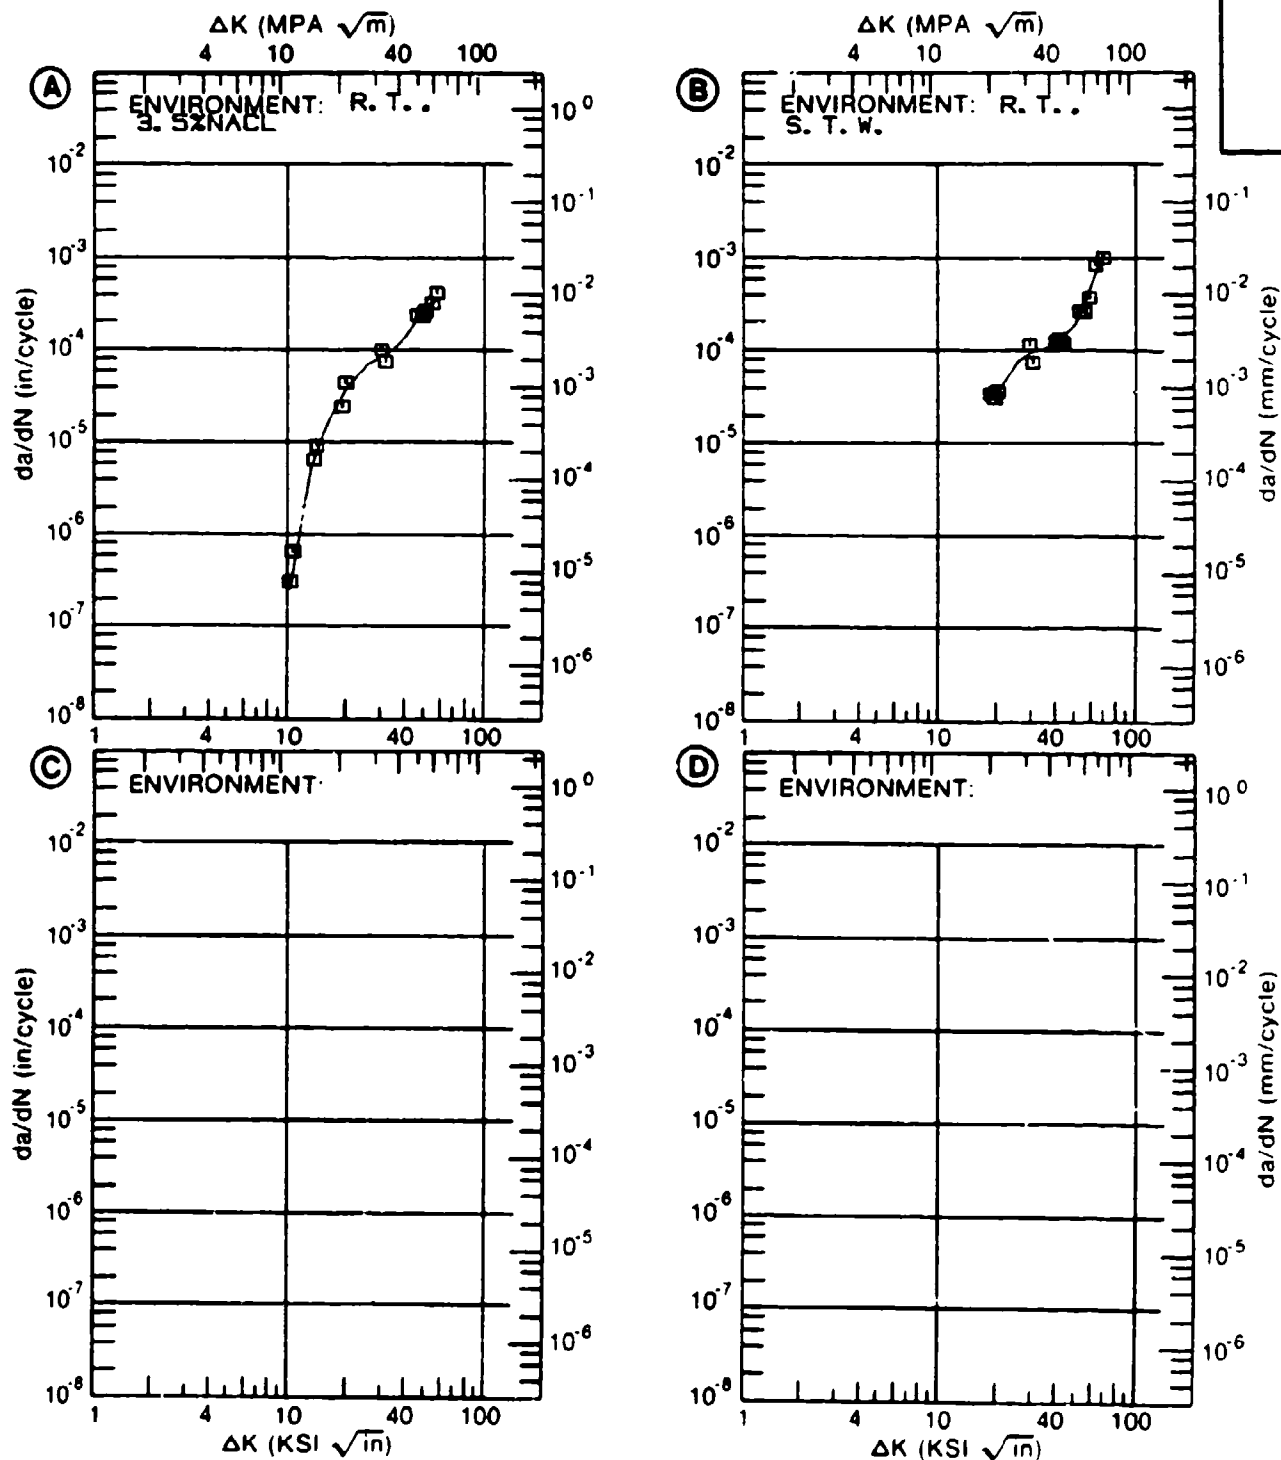 ΔK (MPA √m)
4 10 40 100
ΔK (MPA √m)
4 10 40 100
A
ENVIRONMENT: R. T. .
3. 5%NACL
10⁰
10⁻²
10⁻¹
10⁻³
10⁻²
10⁻⁴
10⁻³
10⁻⁵
10⁻⁴
10⁻⁶
10⁻⁵
10⁻⁷
10⁻⁶
10⁻⁸
1 4 10 40 100
da/dN (in/cycle)
B
ENVIRONMENT: R. T. ,
S. T. W.
10⁻²
10⁻¹
10⁻³
10⁻²
10⁻⁴
10⁻³
10⁻⁵
10⁻⁴
10⁻⁶
10⁻⁵
10⁻⁷
10⁻⁶
10⁻⁸
1 4 10 40 100
da/dN (mm/cycle)
C
ENVIRONMENT:
10⁰
10⁻²
10⁻¹
10⁻³
10⁻²
10⁻⁴
10⁻³
10⁻⁵
10⁻⁴
10⁻⁶
10⁻⁵
10⁻⁷
10⁻⁶
10⁻⁸
1 4 10 40 100
da/dN (in/cycle)
ΔK (KSI √in)
D
ENVIRONMENT:
10⁰
10⁻²
10⁻¹
10⁻³
10⁻²
10⁻⁴
10⁻³
10⁻⁵
10⁻⁴
10⁻⁶
10⁻⁵
10⁻⁷
10⁻⁶
10⁻⁸
1 4 10 40 100
da/dN (mm/cycle)
ΔK (KSI √in)